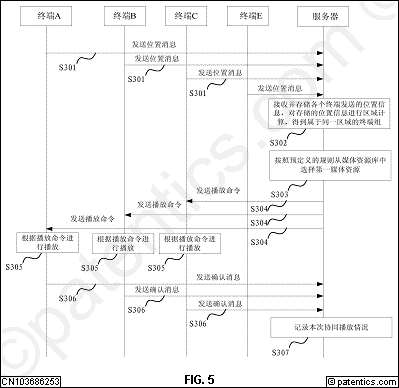 终端A
终端B
终端C
终端E
服务器
发送位置消息
S301
发送位置消息
S301
发送位置消息
S301
发送位置消息
接收并存储各个终端发送的位置信
息，对存储的位置信息进行区域计
算，得到属于同一区域的终端组
S302
按照预定义的规则从媒体资源库中
选择第一媒体资源
S303
发送播放命令
S304
发送播放命令
S304
发送播放命令
S304
根据播放命令进
行播放
S305
根据播放命令进
行播放
S305
根据播放命令进
行播放
S305
发送确认消息
S306
发送确认消息
S306
发送确认消息
S306
记录本次协同播放情况
S307
CN103686253
FIG. 5
© patentics.com
©patentics.com